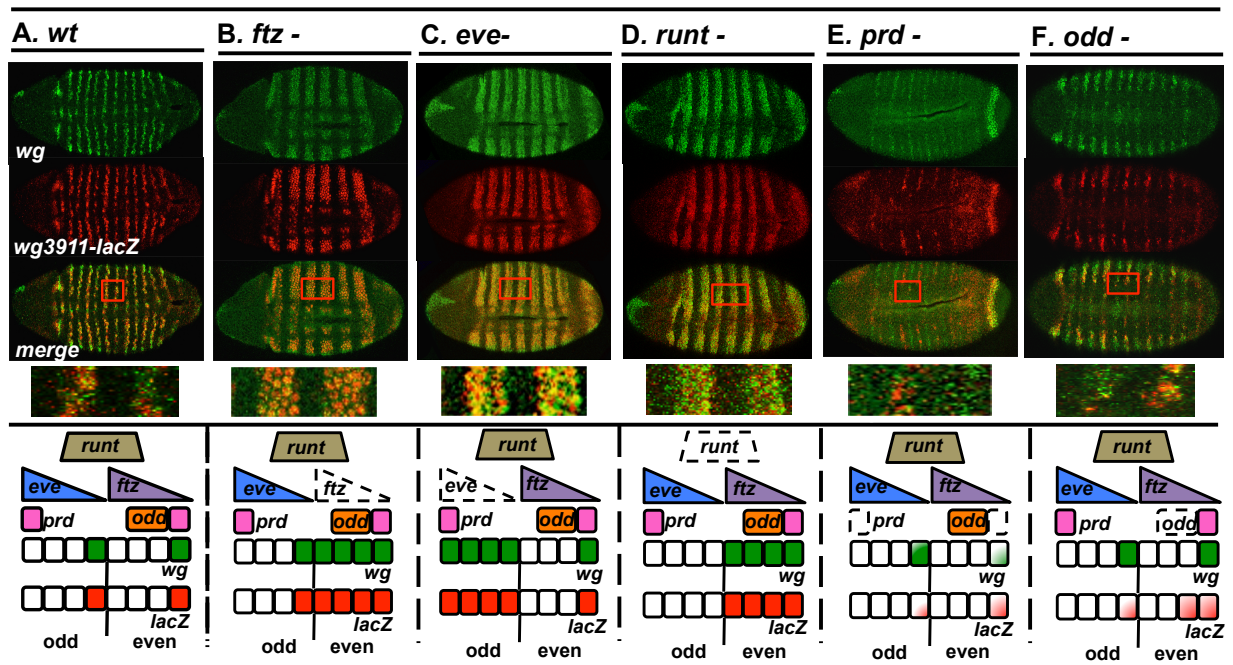 A. wt B. ftz - C. eve- D. runt - E. prd - F. odd -
wg
wg3911-lacZ
merge
runt runt runt runt runt runt
eve ftz eve ftz eve ftz eve ftz eve ftz eve ftz
prd odd prd odd prd odd prd odd prd odd prd odd
wg wg wg wg wg wg
lacZ lacZ lacZ lacZ lacZ lacZ
odd even odd even odd even odd even odd even odd even